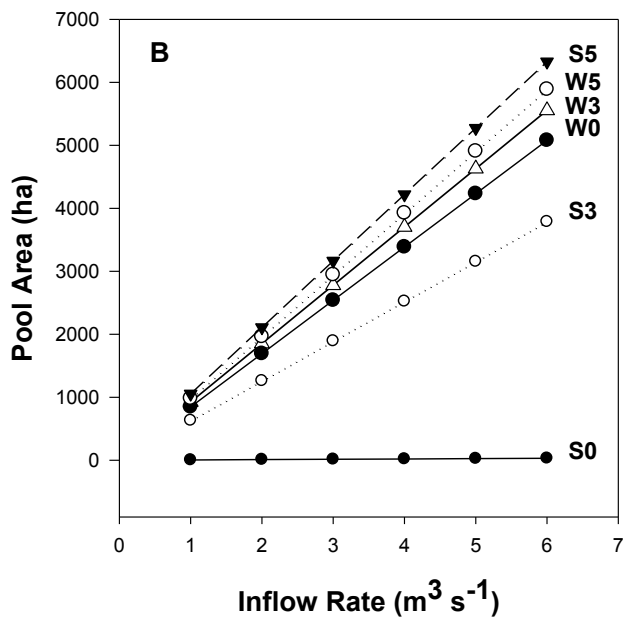 B
7000
6000
5000
4000
3000
2000
1000
0
Pool Area (ha)
S5
W5
W3
W0
S3
S0
0 1 2 3 4 5 6 7
Inflow Rate (m³ s⁻¹)